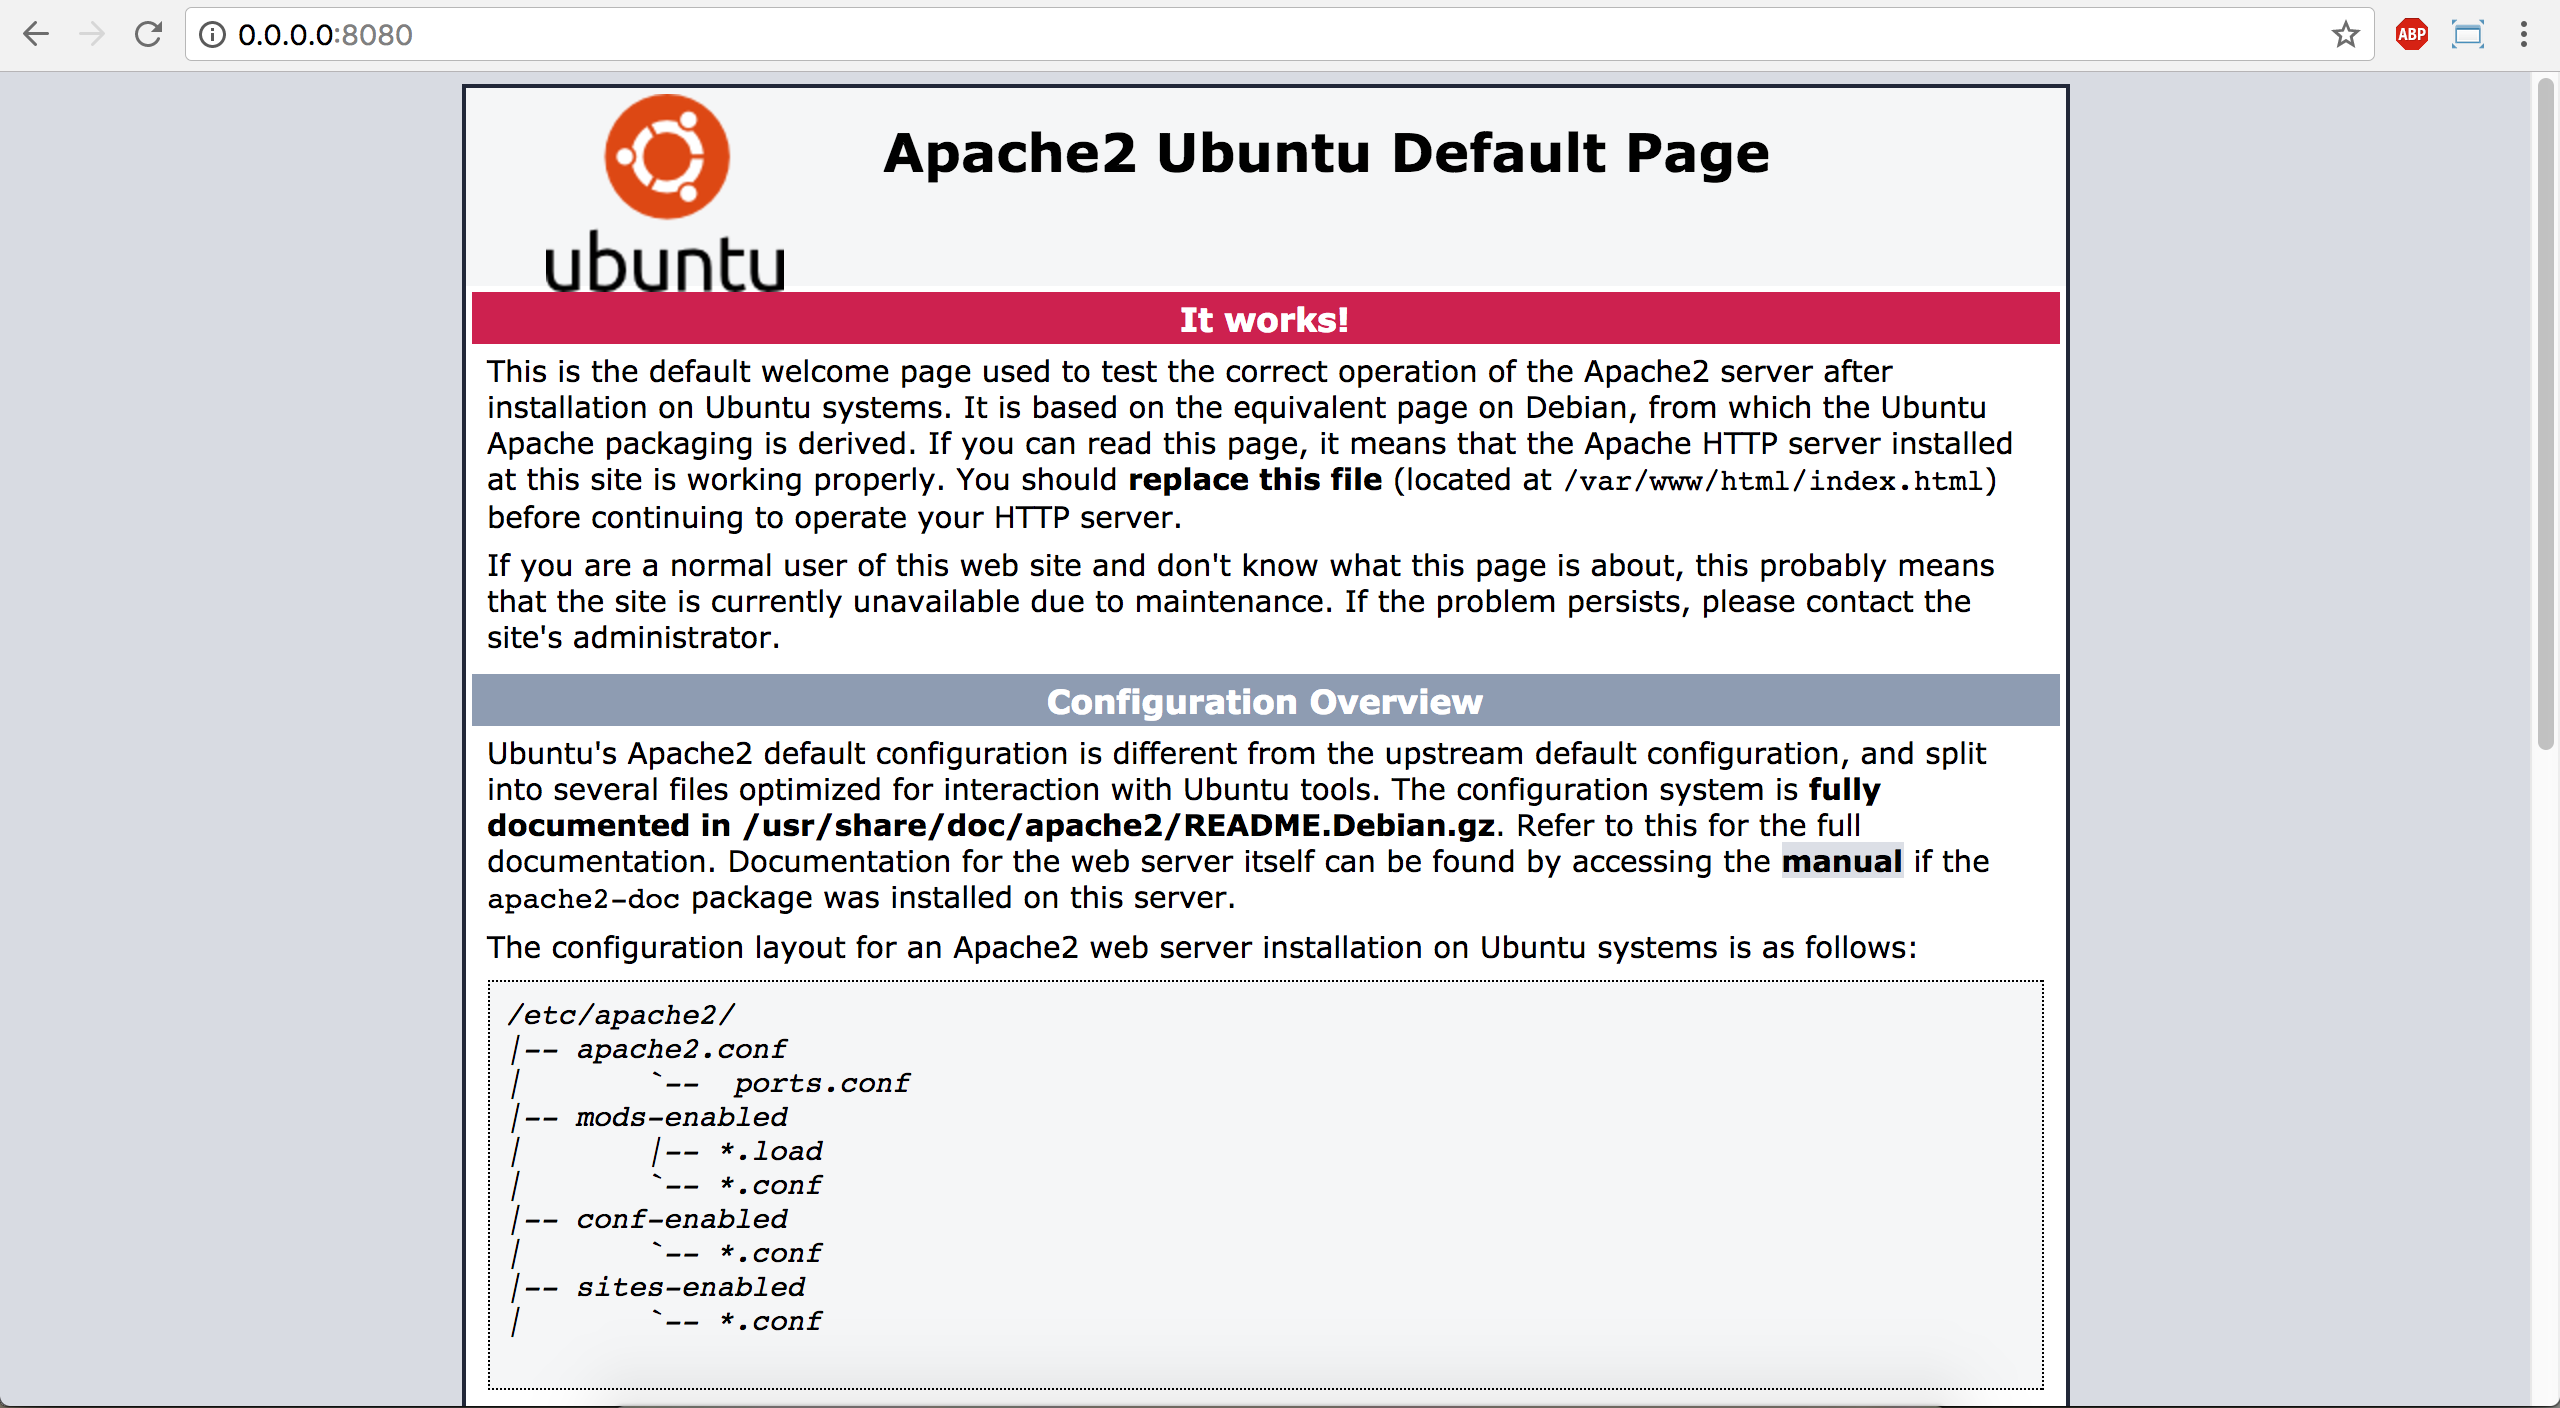 0.0.0.0:8080
ABP
Apache2 Ubuntu Default Page
ubuntu
It works!
This is the default welcome page used to test the correct operation of the Apache2 server after
installation on Ubuntu systems. It is based on the equivalent page on Debian, from which the Ubuntu
Apache packaging is derived. If you can read this page, it means that the Apache HTTP server installed
at this site is working properly. You should replace this file (located at /var/www/html/index.html)
before continuing to operate your HTTP server.
If you are a normal user of this web site and don't know what this page is about, this probably means
that the site is currently unavailable due to maintenance. If the problem persists, please contact the
site's administrator.
Configuration Overview
Ubuntu's Apache2 default configuration is different from the upstream default configuration, and split
into several files optimized for interaction with Ubuntu tools. The configuration system is fully
documented in /usr/share/doc/apache2/README.Debian.gz. Refer to this for the full
documentation. Documentation for the web server itself can be found by accessing the manual if the
apache2-doc package was installed on this server.
The configuration layout for an Apache2 web server installation on Ubuntu systems is as follows:
/etc/apache2/
|-- apache2.conf
|       `--  ports.conf
|-- mods-enabled
|       |-- *.load
|       `-- *.conf
|-- conf-enabled
|       `-- *.conf
|-- sites-enabled
|       `-- *.conf